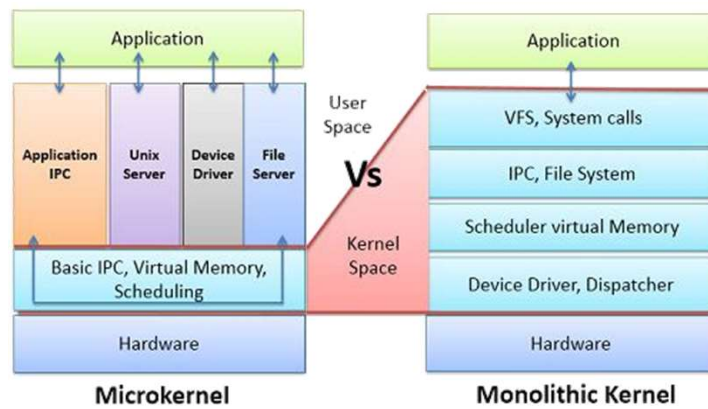 Application
Application
IPC
Unix
Server
Device
Driver
File
Server
Basic IPC, Virtual Memory,
Scheduling
Hardware
Microkernel
User
Space
Vs
Kernel
Space
Application
VFS, System calls
IPC, File System
Scheduler virtual Memory
Device Driver, Dispatcher
Hardware
Monolithic Kernel